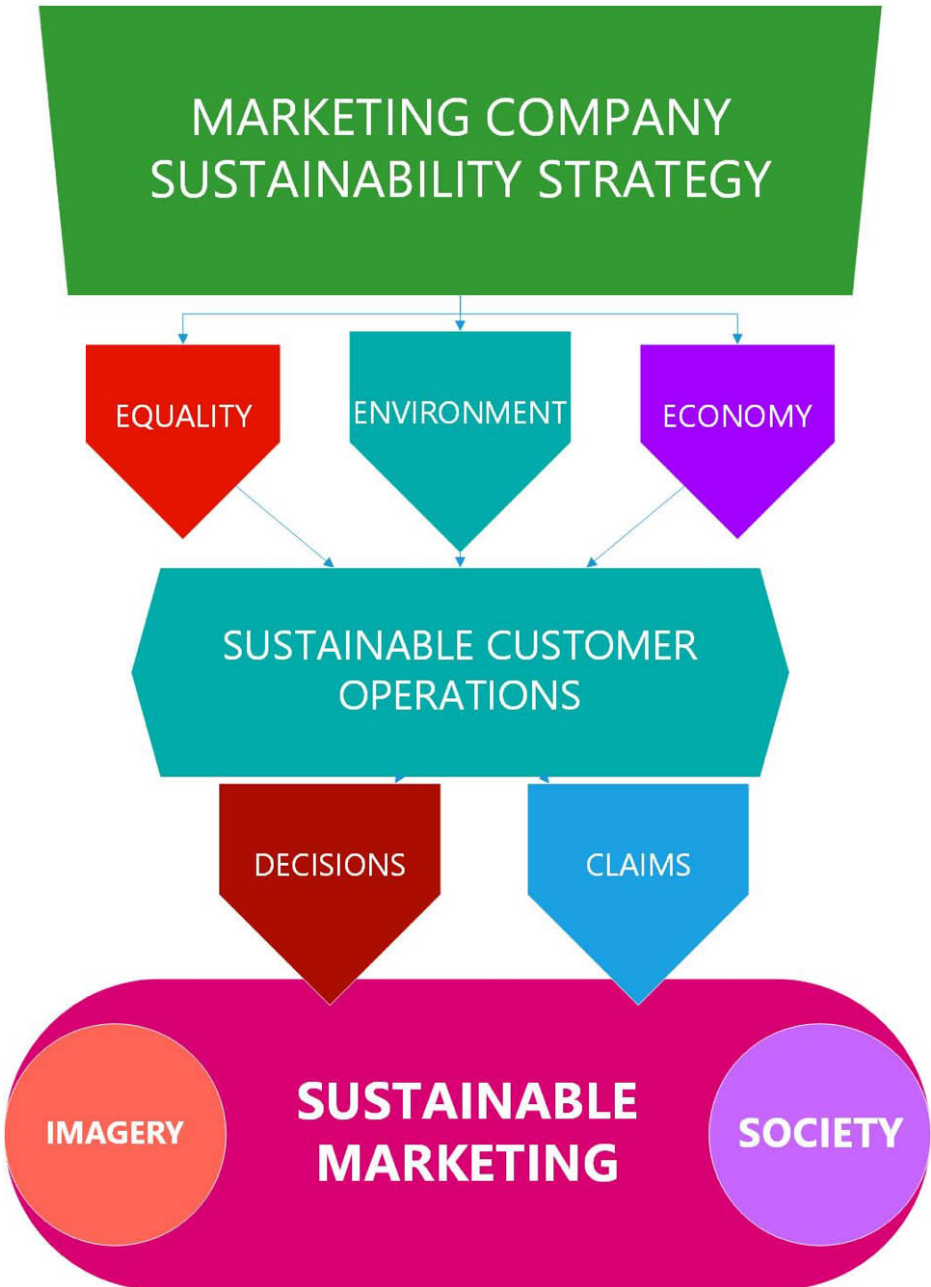 MARKETING COMPANY
SUSTAINABILITY STRATEGY
EQUALITY
ENVIRONMENT
ECONOMY
SUSTAINABLE CUSTOMER
OPERATIONS
DECISIONS
CLAIMS
IMAGERY
SUSTAINABLE
MARKETING
SOCIETY